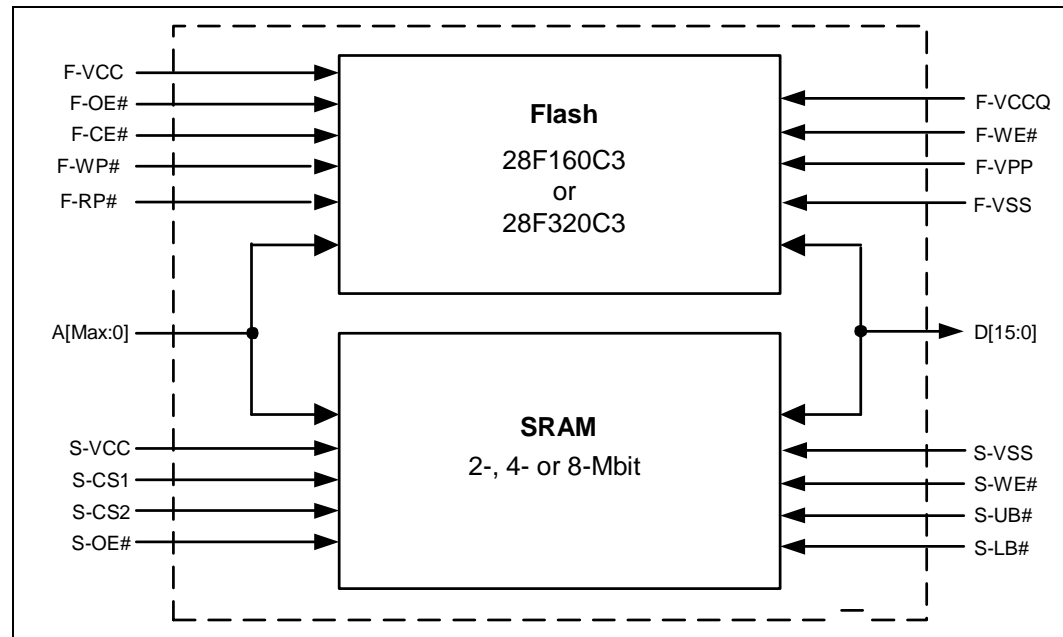 F-VCC
F-OE#
F-CE#
F-WP#
F-RP#
Flash
28F160C3
or
28F320C3
F-VCCQ
F-WE#
F-VPP
F-VSS
A[Max:0]
D[15:0]
S-VCC
S-CS1
S-CS2
S-OE#
SRAM
2-, 4- or 8-Mbit
S-VSS
S-WE#
S-UB#
S-LB#